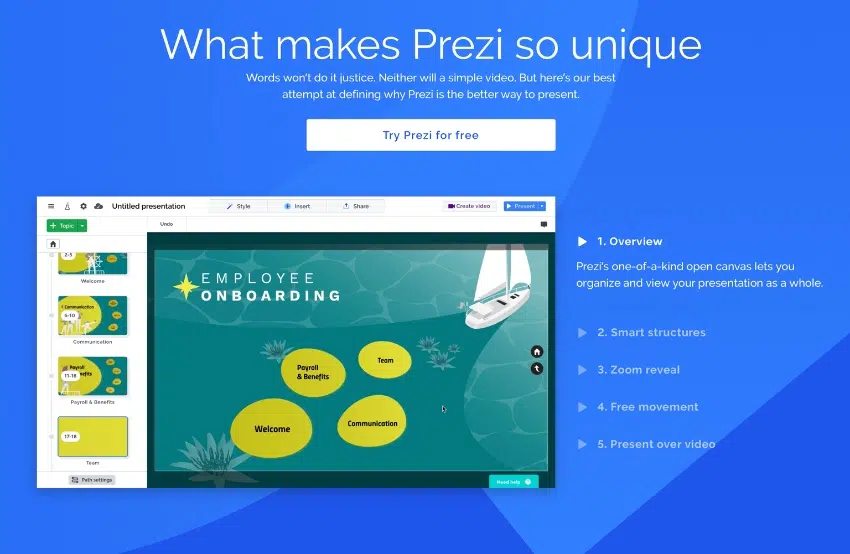 What makes Prezi so unique
Words won't do it justice. Neither will a simple video. But here's our best
attempt at defining why Prezi is the better way to present.
Try Prezi for free
Untitled presentation
Style
Insert
Share
Create video
Present
+ Topic
Undo
2-5
Welcome
Communication
6-10
Communication
Payroll
& Benefits
11-16
Payroll & Benefits
17-18
Team
Path settings
EMPLOYEE
ONBOARDING
Payroll
& Benefits
Team
Welcome
Communication
Need help
?
1. Overview
Prezi's one-of-a-kind open canvas lets you
organize and view your presentation as a whole.
2. Smart structures
3. Zoom reveal
4. Free movement
5. Present over video